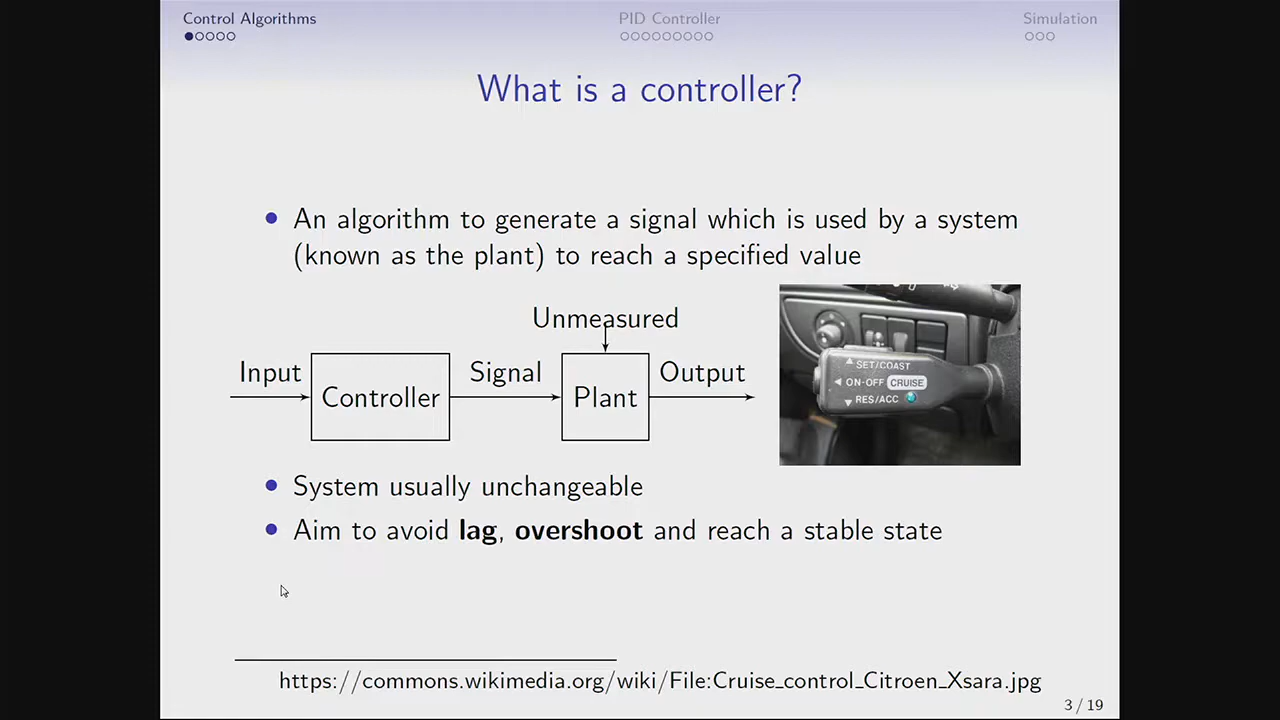 Control Algorithms
PID Controller
Simulation
What is a controller?
An algorithm to generate a signal which is used by a system
(known as the plant) to reach a specified value
Unmeasured
Input
Controller
Signal
Plant
Output
SET/COAST
ON-OFF CRUISE
RES/ACC
System usually unchangeable
Aim to avoid lag, overshoot and reach a stable state
https://commons.wikimedia.org/wiki/File:Cruise_control_Citroen_Xsara.jpg
3 / 19